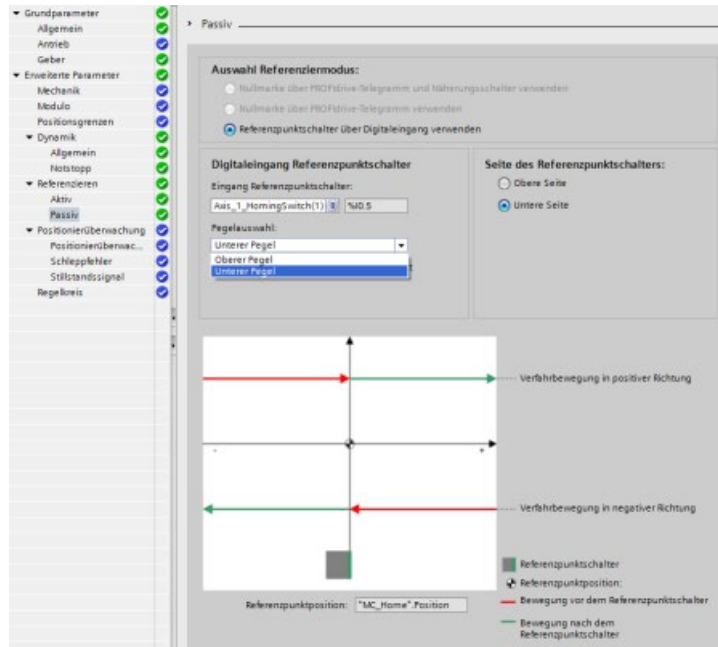 Grundparameter
Allgemein
Antrieb
Geber
Erweiterte Parameter
Mechanik
Modulo
Positionsgrenzen
Dynamik
Allgemein
Notstopp
Referenzieren
Aktiv
Passiv
Positionierüberwachung
Positionierüberwac...
Schleppfehler
Stillstandssignal
Regelkreis
Passiv
Auswahl Referenziermodus:
Nullmarke über PROFIdrive-Telegramm und Näherungsschalter verwenden
Nullmarke über PROFIdrive-Telegramm verwenden
Referenzpunktschalter über Digitaleingang verwenden
Digitaleingang Referenzpunktschalter
Eingang Referenzpunktschalter:
Axis_1_HomingSwitch(1) %I0.5
Pegelauswahl:
Unterer Pegel
Oberer Pegel
Unterer Pegel
Seite des Referenzpunktschalters:
Obere Seite
Untere Seite
Verfahrbewegung in positiver Richtung
- +
Verfahrbewegung in negativer Richtung
Referenzpunktschalter
Referenzpunktposition:
Bewegung vor dem Referenzpunktschalter
Bewegung nach dem
Referenzpunktschalter
Referenzpunktposition: "MC_Home".Position